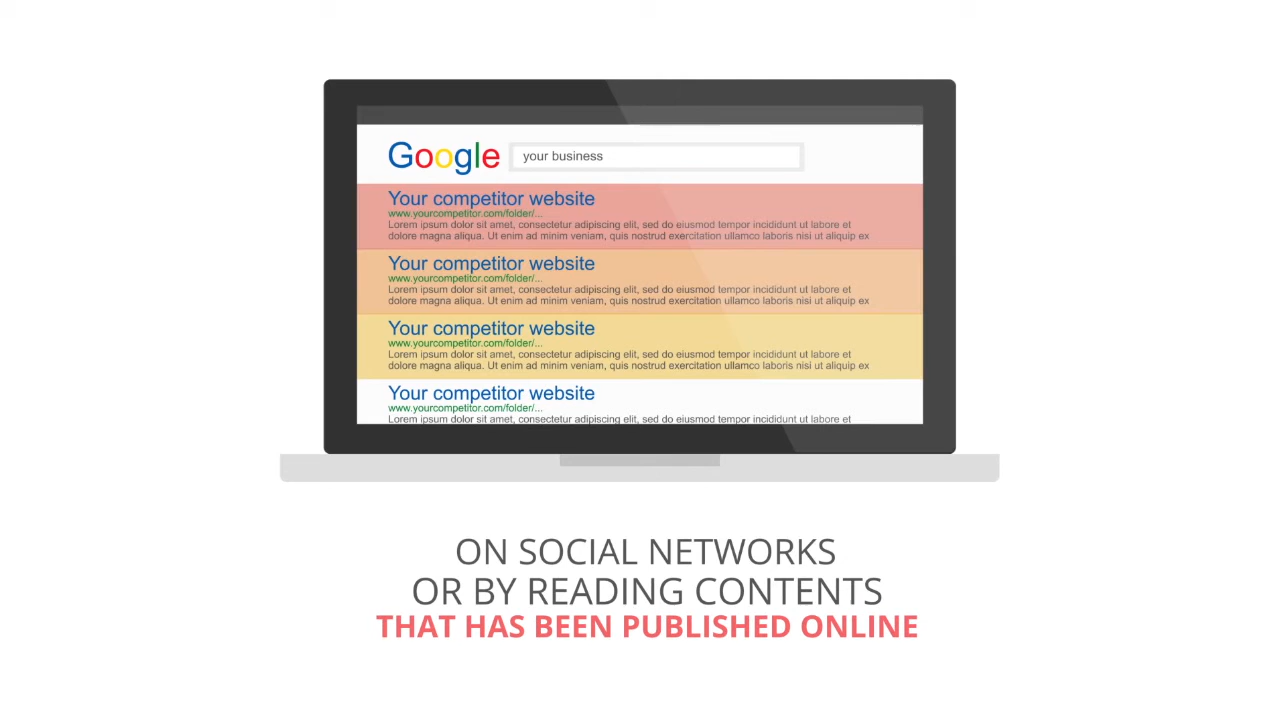 Google your business
Your competitor website
www.yourcompetitor.com/folder/...
Lorem ipsum dolor sit amet, consectetur adipiscing elit, sed do eiusmod tempor incididunt ut labore et
dolore magna aliqua. Ut enim ad minim veniam, quis nostrud exercitation ullamco laboris nisi ut aliquip ex
Your competitor website
www.yourcompetitor.com/folder/...
Lorem ipsum dolor sit amet, consectetur adipiscing elit, sed do eiusmod tempor incididunt ut labore et
dolore magna aliqua. Ut enim ad minim veniam, quis nostrud exercitation ullamco laboris nisi ut aliquip ex
Your competitor website
www.yourcompetitor.com/folder/...
Lorem ipsum dolor sit amet, consectetur adipiscing elit, sed do eiusmod tempor incididunt ut labore et
dolore magna aliqua. Ut enim ad minim veniam, quis nostrud exercitation ullamco laboris nisi ut aliquip ex
Your competitor website
www.yourcompetitor.com/folder/...
Lorem ipsum dolor sit amet, consectetur adipiscing elit, sed do eiusmod tempor incididunt ut labore et
ON SOCIAL NETWORKS
OR BY READING CONTENTS
THAT HAS BEEN PUBLISHED ONLINE